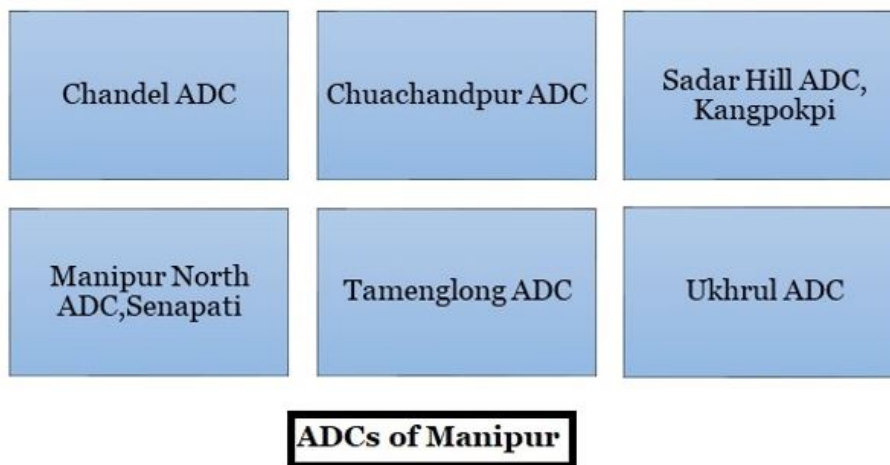 Chandel ADC
Chuachandpur ADC
Sadar Hill ADC,
Kangpokpi
Manipur North
ADC,Senapati
Tamenglong ADC
Ukhrul ADC
ADCs of Manipur